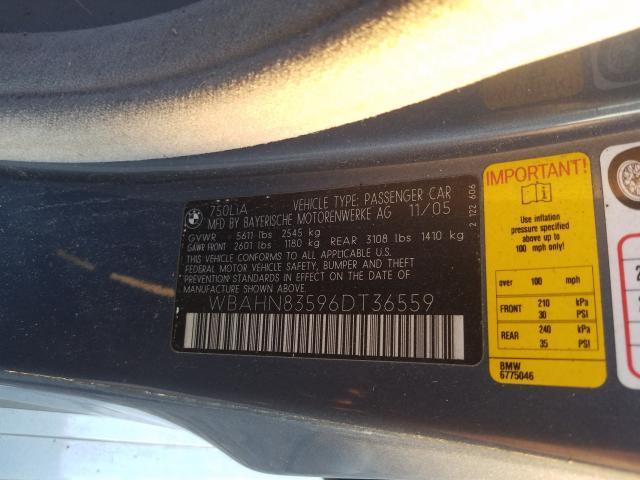 BMW
750LiA VEHICLE TYPE: PASSENGER CAR
MFD BY BAYERISCHE MOTORENWERKE AG 11/05
GVWR 5611 lbs 2545 kg
GAWR FRONT 2601 lbs 1180 kg REAR 3108 lbs 1410 kg
THIS VEHICLE CONFORMS TO ALL APPLICABLE U.S.
FEDERAL MOTOR VEHICLE SAFETY, BUMPER AND THEFT
PREVENTION STANDARDS IN EFFECT ON THE DATE OF
MANUFACTURE SHOWN ABOVE.
WBAHN83596DT36559
2 122 606
IMPORTANT!
Use inflation
pressure specified
above up to
100 mph only!
over 100 mph
FRONT 210 kPa
30 PSI
REAR 240 kPa
35 PSI
BMW
6775046